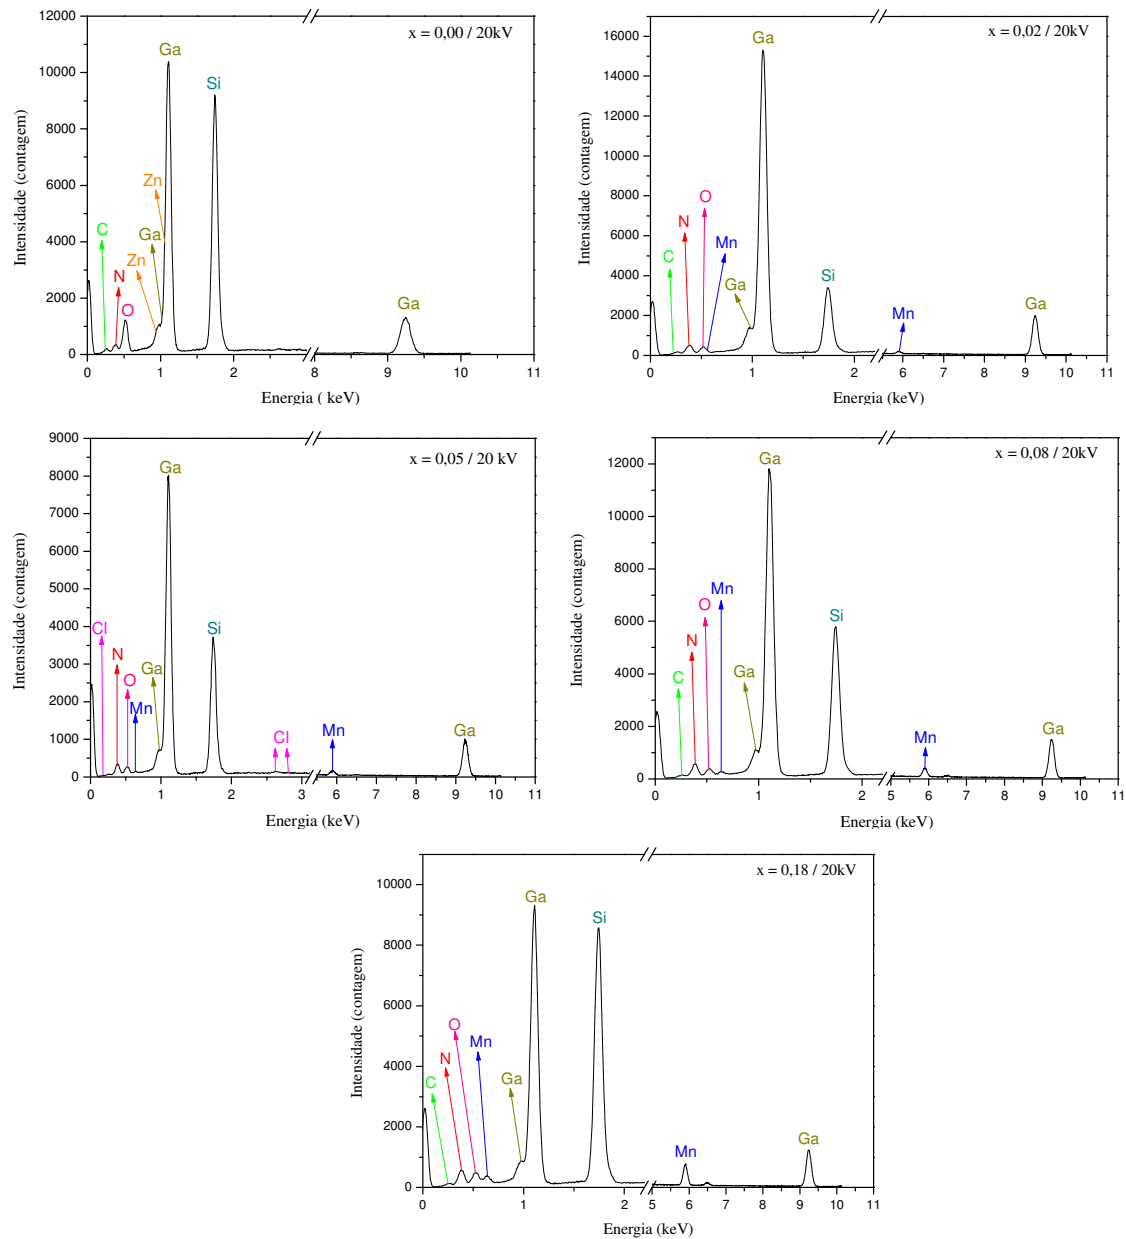 x = 0,00 / 20kV
12000
10000
8000
6000
4000
2000
0
Intensidade (contagem)
Ga
Si
Zn
C
Ga
Zn
N
O
Ga
0 1 2 8 9 10 11
Energia ( keV)
x = 0,02 / 20kV
16000
14000
12000
10000
8000
6000
4000
2000
0
Intensidade (contagem)
Ga
O
N
Mn
C
Ga
Si
Mn
Ga
0 1 2 6 7 8 9 10 11
Energia (keV)
x = 0,05 / 20 kV
9000
8000
7000
6000
5000
4000
3000
2000
1000
0
Intensidade (contagem)
Ga
Cl
Si
N
Ga
O
Mn
Cl
Mn
Ga
0 1 2 3 6 7 8 9 10 11
Energia (keV)
x = 0,08 / 20kV
12000
10000
8000
6000
4000
2000
0
Intensidade (contagem)
Ga
Mn
O
Si
N
C
Ga
Mn
Ga
0 1 2 5 6 7 8 9 10 11
Energia (keV)
x = 0,18 / 20kV
10000
8000
6000
4000
2000
0
Intensidade (contagem)
Ga
Si
O
Mn
N
C
Ga
Mn
Ga
0 1 2 5 6 7 8 9 10 11
Energia (keV)